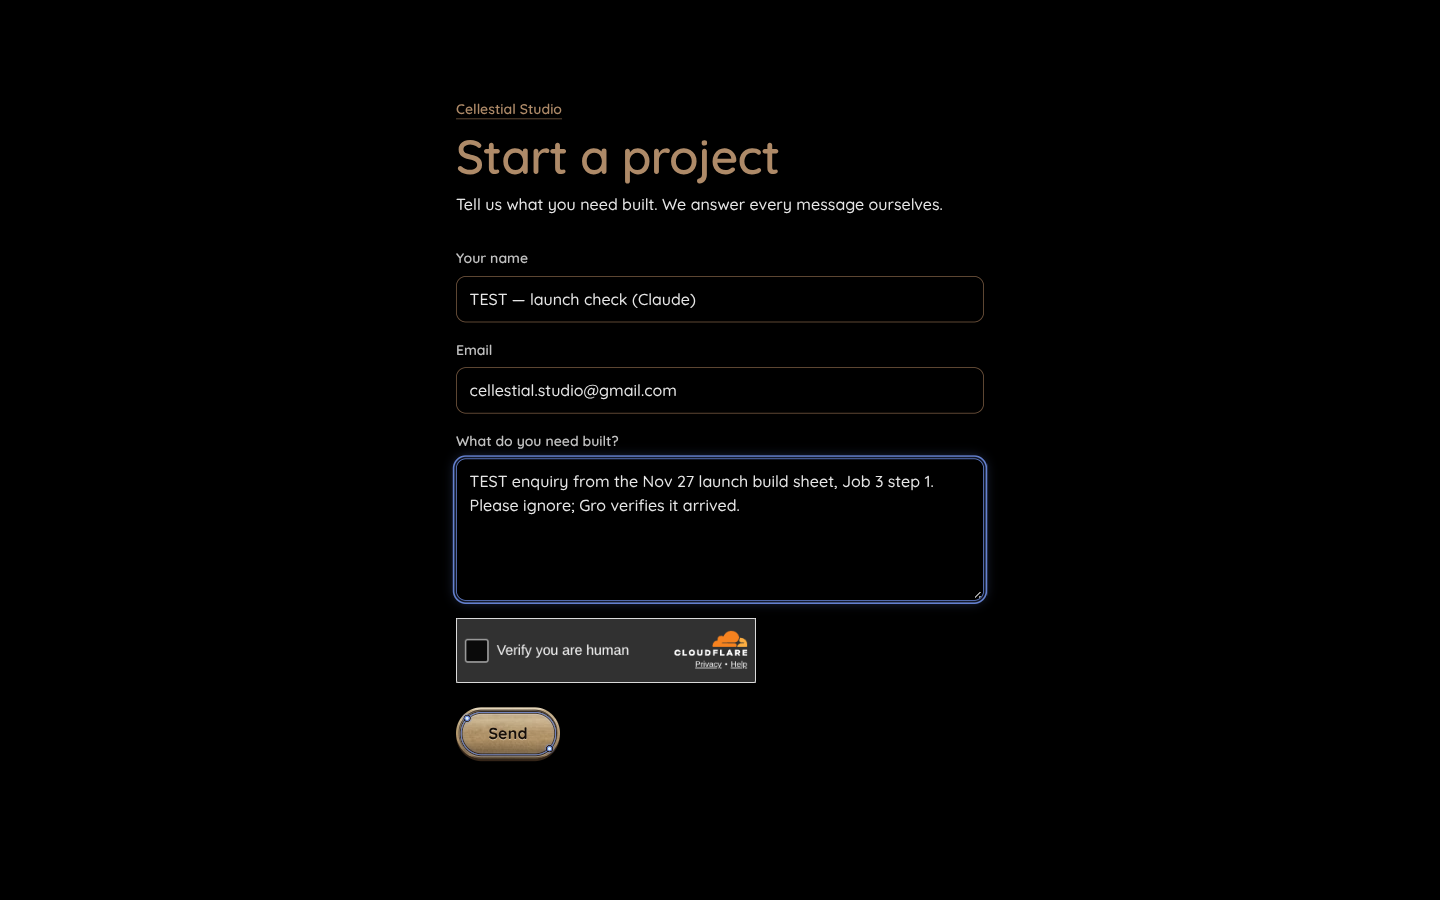 Cellestial Studio
Start a project
Tell us what you need built. We answer every message ourselves.
Your name
TEST — launch check (Claude)
Email
cellestial.studio@gmail.com
What do you need built?
TEST enquiry from the Nov 27 launch build sheet, Job 3 step 1.
Please ignore; Gro verifies it arrived.
Verify you are human
CLOUDFLARE
Privacy • Help
Send